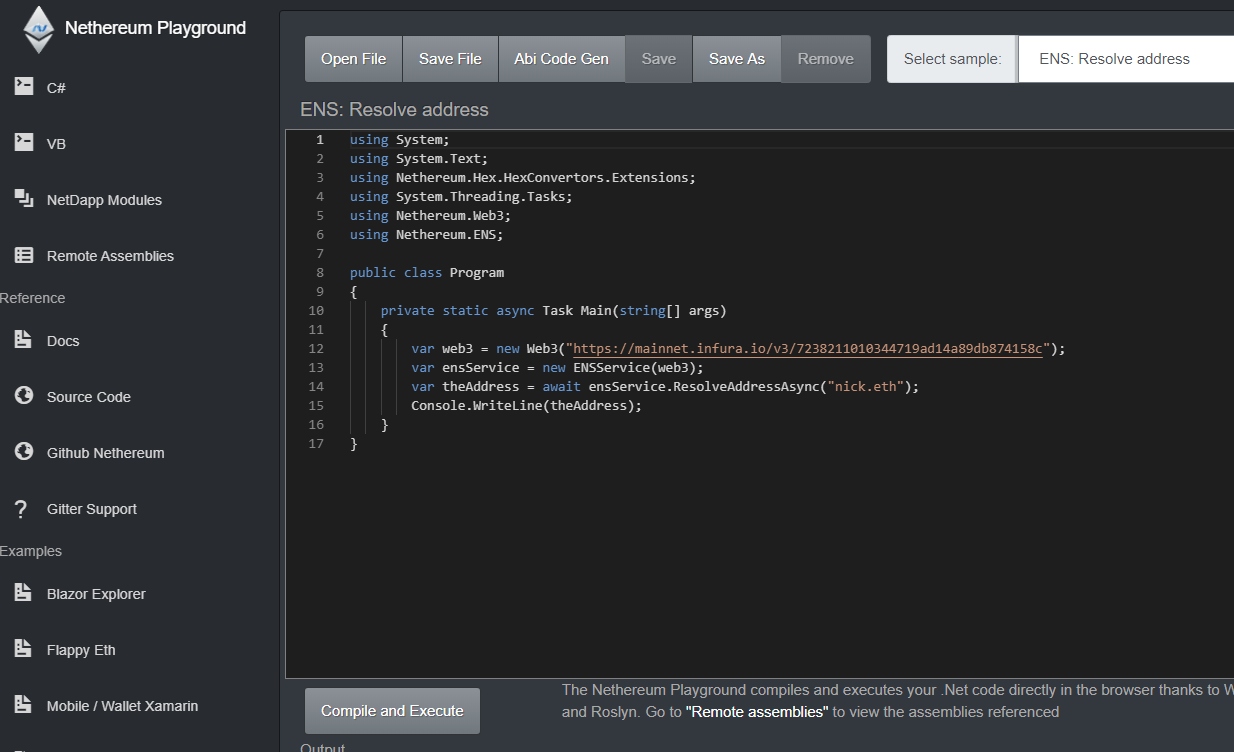 Nethereum Playground
C#
VB
NetDapp Modules
Remote Assemblies
Reference
Docs
Source Code
Github Nethereum
Gitter Support
Examples
Blazor Explorer
Flappy Eth
Mobile / Wallet Xamarin
Open File Save File Abi Code Gen Save Save As Remove Select sample: ENS: Resolve address
ENS: Resolve address
1 using System;
2 using System.Text;
3 using Nethereum.Hex.HexConvertors.Extensions;
4 using System.Threading.Tasks;
5 using Nethereum.Web3;
6 using Nethereum.ENS;
7
8 public class Program
9 {
10 private static async Task Main(string[] args)
11 {
12 var web3 = new Web3("https://mainnet.infura.io/v3/7238211010344719ad14a89db874158c");
13 var ensService = new ENSService(web3);
14 var theAddress = await ensService.ResolveAddressAsync("nick.eth");
15 Console.WriteLine(theAddress);
16 }
17 }
Compile and Execute
The Nethereum Playground compiles and executes your .Net code directly in the browser thanks to W
and Roslyn. Go to "Remote assemblies" to view the assemblies referenced
Output